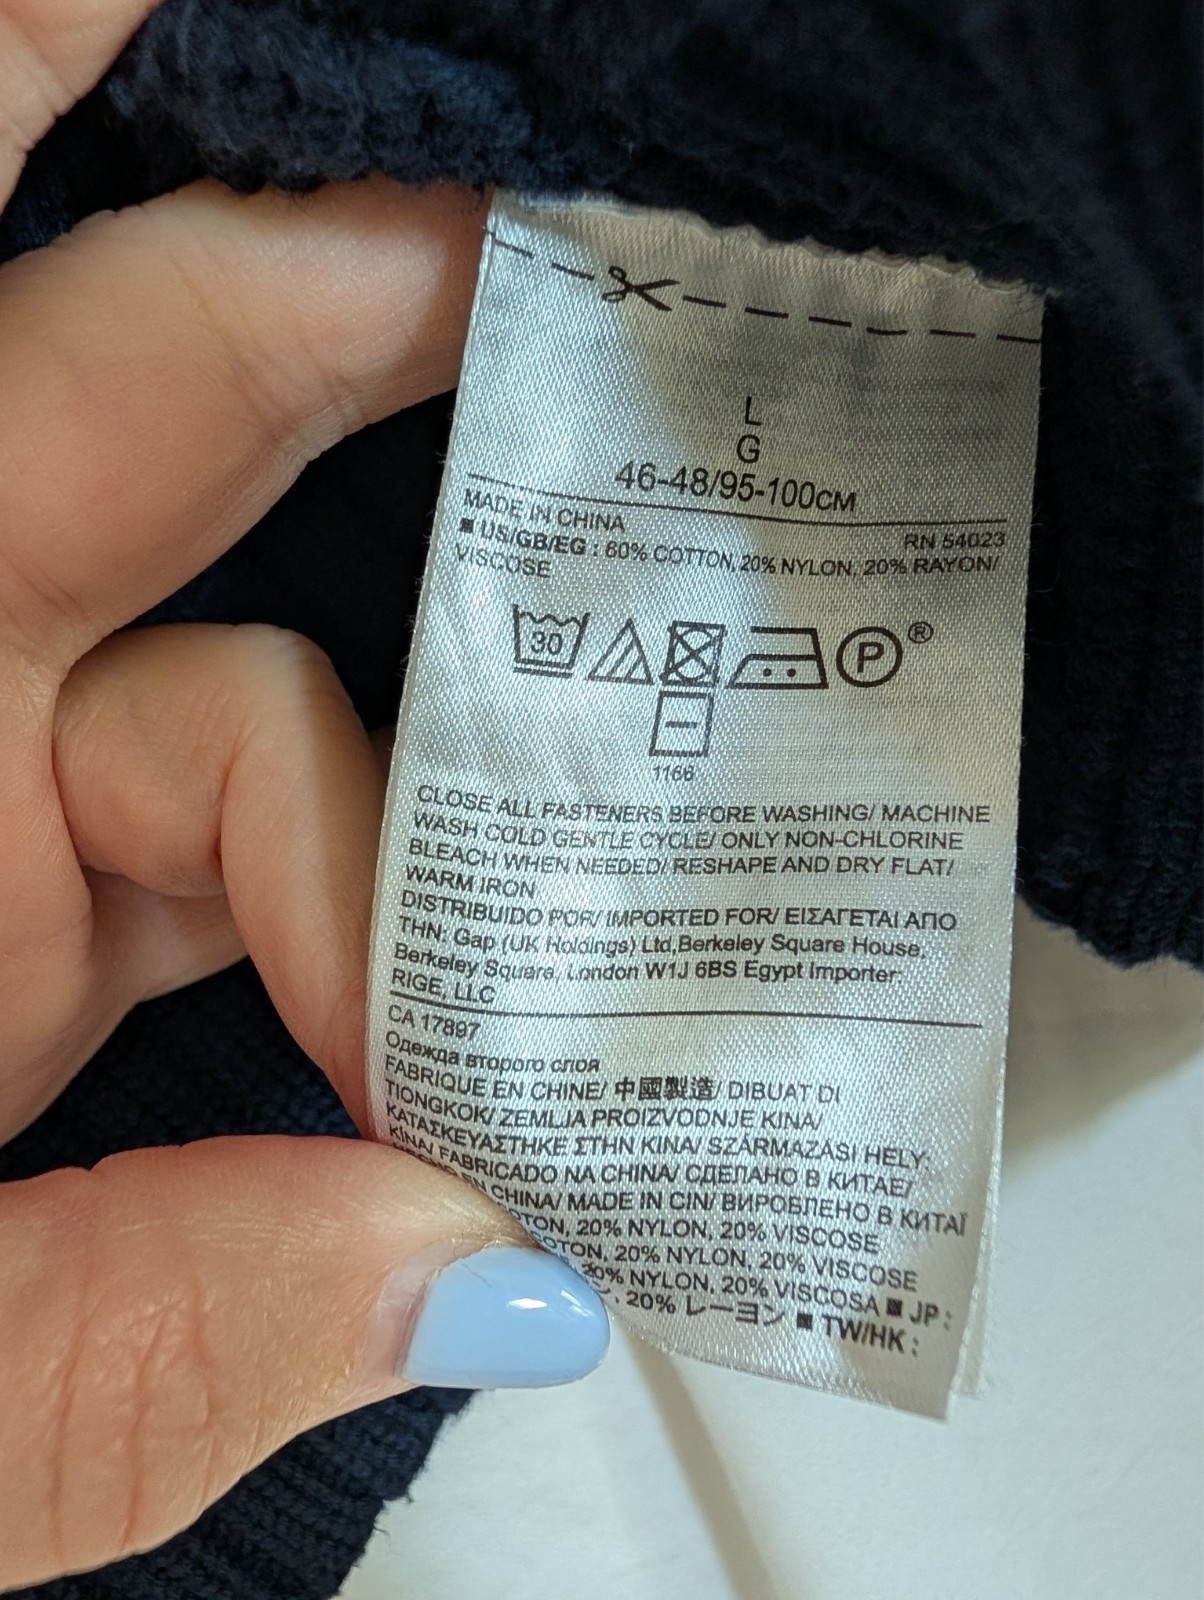 L
G
46-48/95-100CM
MADE IN CHINA
RN 54023
■ US/GB/EG : 60% COTTON, 20% NYLON, 20% RAYON/
VISCOSE
30
P®
1166
CLOSE ALL FASTENERS BEFORE WASHING/ MACHINE
WASH COLD GENTLE CYCLE/ ONLY NON-CHLORINE
BLEACH WHEN NEEDED/ RESHAPE AND DRY FLAT/
WARM IRON
DISTRIBUIDO POR/ IMPORTED FOR/ ΕΙΣΑΓΕΤΑΙ ΑΠΟ
THN: Gap (UK Holdings) Ltd,Berkeley Square House,
Berkeley Square, London W1J 6BS Egypt Importer:
RIGE, LLC
CA 17897
Одежда второго слоя
FABRIQUE EN CHINE/ 中國製造/ DIBUAT DI
TIONGKOK/ ZEMLJA PROIZVODNJE KINA/
ΚΑΤΑΣΚΕΥΑΣΤΗΚΕ ΣΤΗΝ ΚΙΝΑ/ SZÁRMAZÁSI HELY:
KÍNA/ FABRICADO NA CHINA/ СДЕЛАНО В КИТАЕ/
EN CHINA/ MADE IN CIN/ ВИРОБЛЕНО В КИТАЇ
20% NYLON, 20% VISCOSE
20% NYLON, 20% VISCOSE
20% NYLON, 20% VISCOSA ■ JP :
20% レーヨン ■ TW/HK :